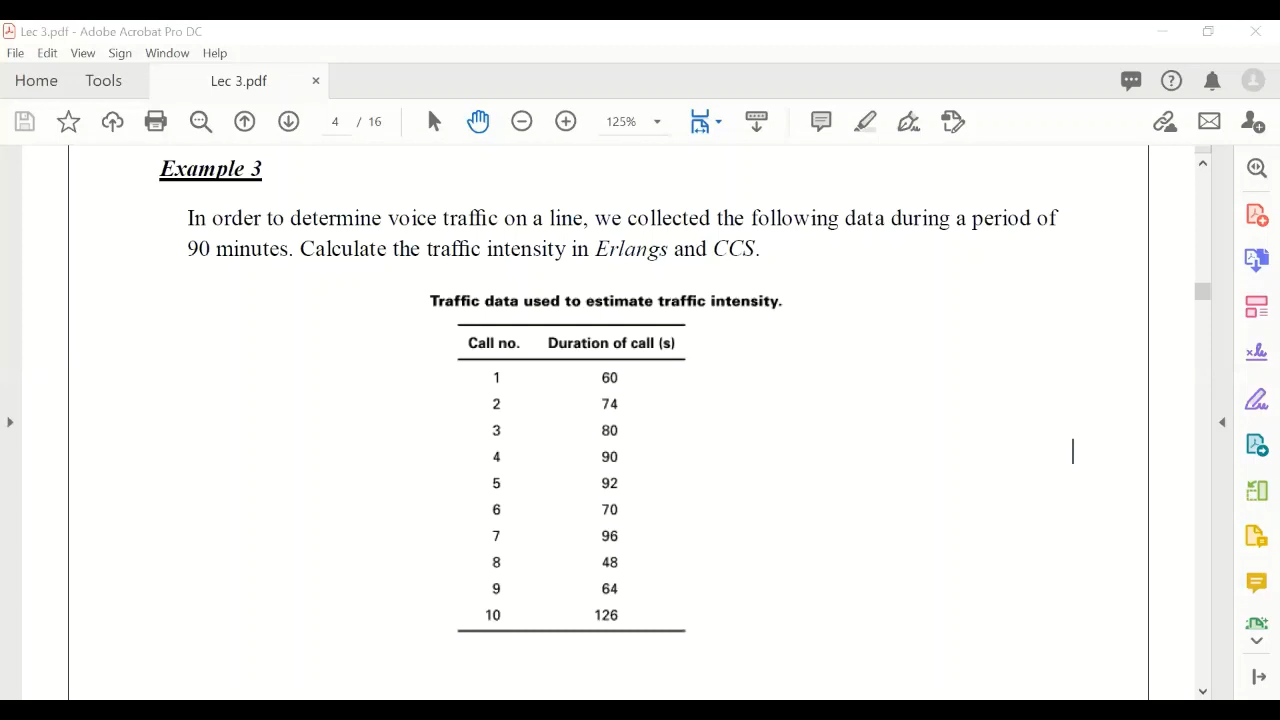 Lec 3.pdf - Adobe Acrobat Pro DC
File Edit View Sign Window Help
Home Tools Lec 3.pdf ×
4 / 16 125%
Example 3
In order to determine voice traffic on a line, we collected the following data during a period of
90 minutes. Calculate the traffic intensity in Erlangs and CCS.
Traffic data used to estimate traffic intensity.
Call no. Duration of call (s)
1 60
2 74
3 80
4 90
5 92
6 70
7 96
8 48
9 64
10 126